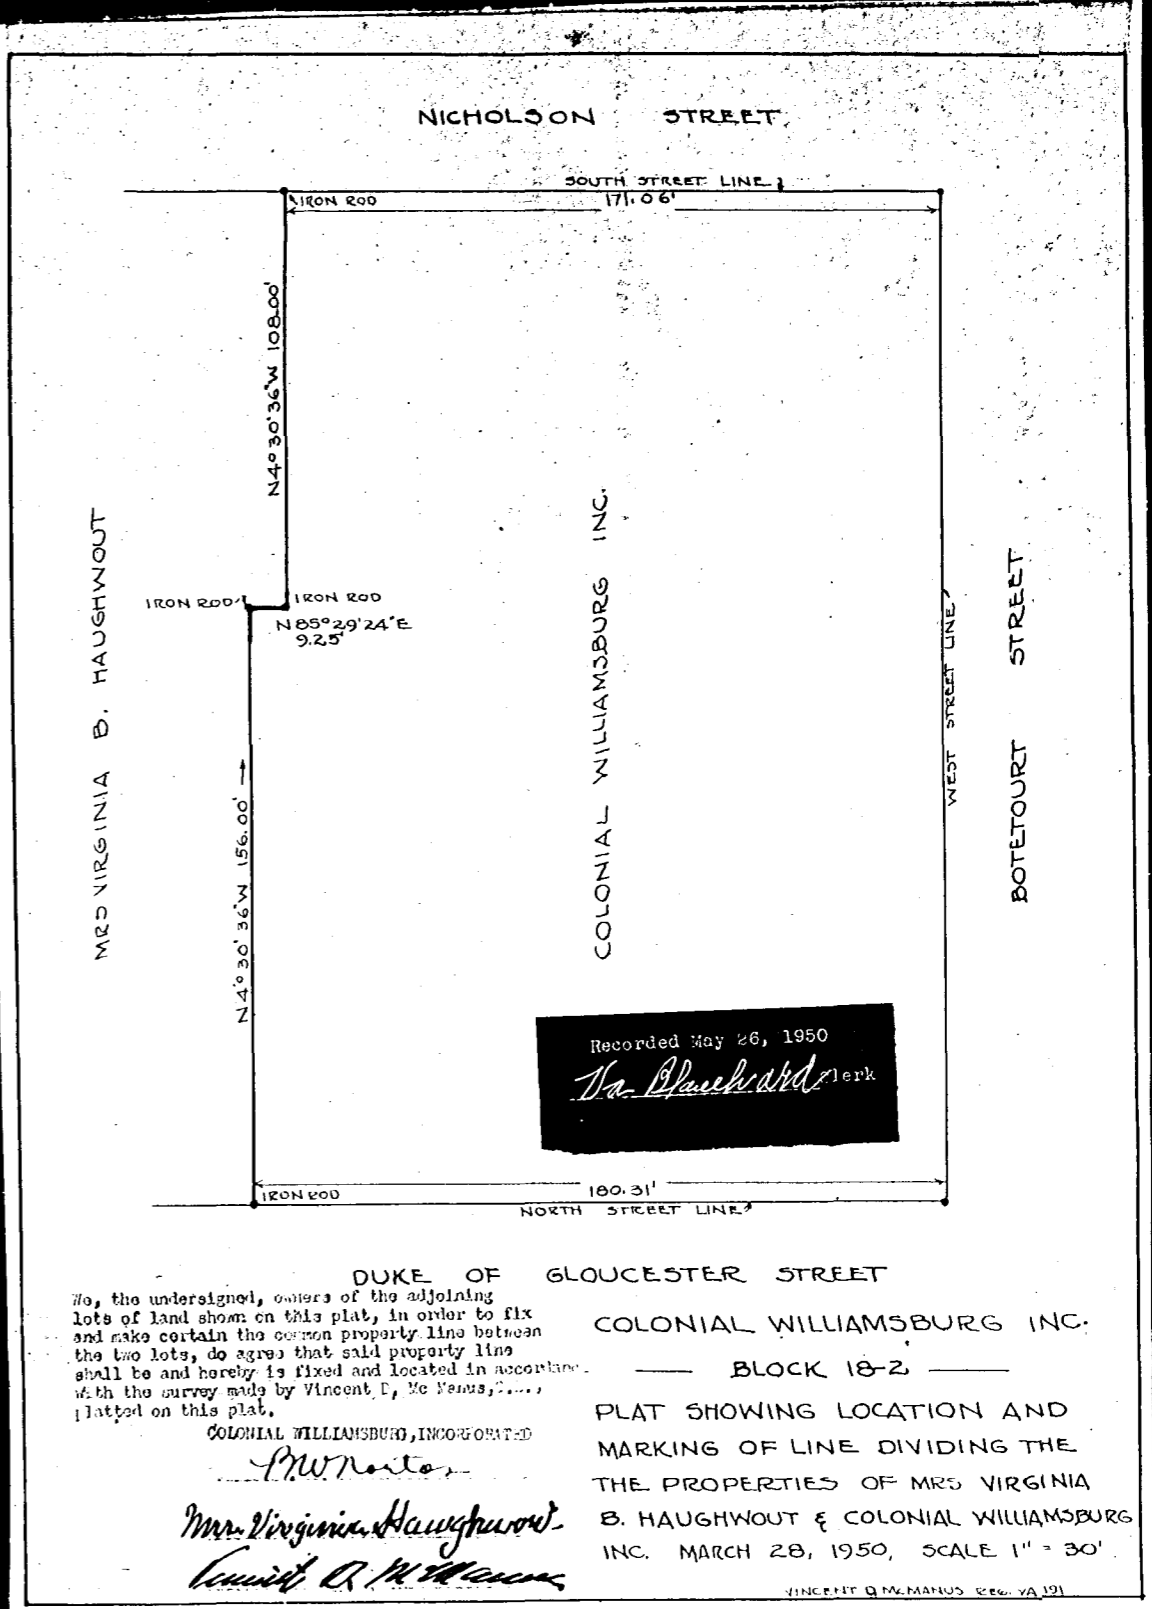 NICHOLSON STREET
SOUTH STREET LINE
IRON ROD
171.06'
N4°30'36"W 108.00'
IRON ROD
IRON ROD
N85°29'24"E
9.25'
MRS VIRGINIA B. HAUGHWOUT
COLONIAL WILLIAMSBURG INC.
WEST STREET LINE
BOTETOURT STREET
N4°30'36"W 156.00'
Recorded May 26, 1950
Clerk
IRON ROD
180.31'
NORTH STREET LINE
DUKE OF GLOUCESTER STREET
We, the undersigned, owners of the adjoining
lots of land shown on this plat, in order to fix
and make certain the common property line between
the two lots, do agree that said property line
shall be and hereby is fixed and located in
with the survey made by Vincent D, Mc Manus,
platted on this plat.
COLONIAL WILLIAMSBURG, INCORPORATED
Mrs. Virginia Haughwout
Vincent D. McManus
COLONIAL WILLIAMSBURG INC.
BLOCK 18-2
PLAT SHOWING LOCATION AND
MARKING OF LINE DIVIDING THE
THE PROPERTIES OF MRS VIRGINIA
B. HAUGHWOUT & COLONIAL WILLIAMSBURG
INC. MARCH 28, 1950, SCALE 1" = 30'
VINCENT D McMANUS REG. VA 191